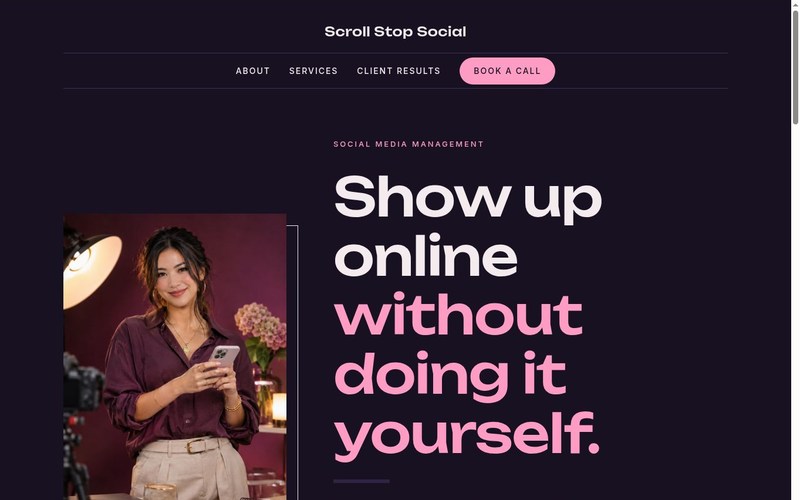 Scroll Stop Social
ABOUT SERVICES CLIENT RESULTS BOOK A CALL
SOCIAL MEDIA MANAGEMENT
Show up
online
without
doing it
yourself.